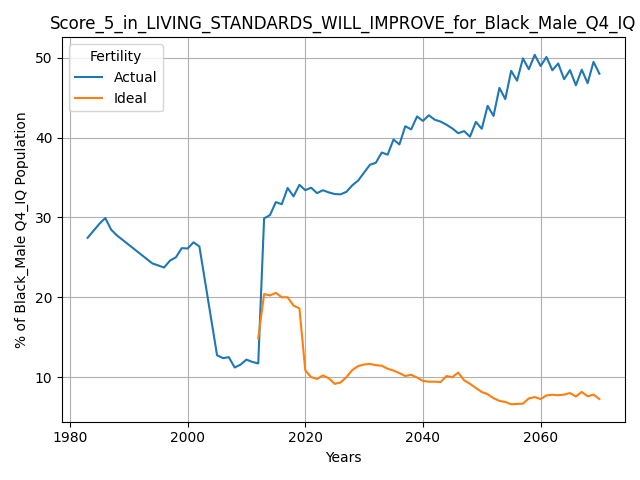 Score_5_in_LIVING_STANDARDS_WILL_IMPROVE_for_Black_Male_Q4_IQ
Fertility
Actual
Ideal
% of Black_Male Q4_IQ Population
50
40
30
20
10
1980 2000 2020 2040 2060
Years